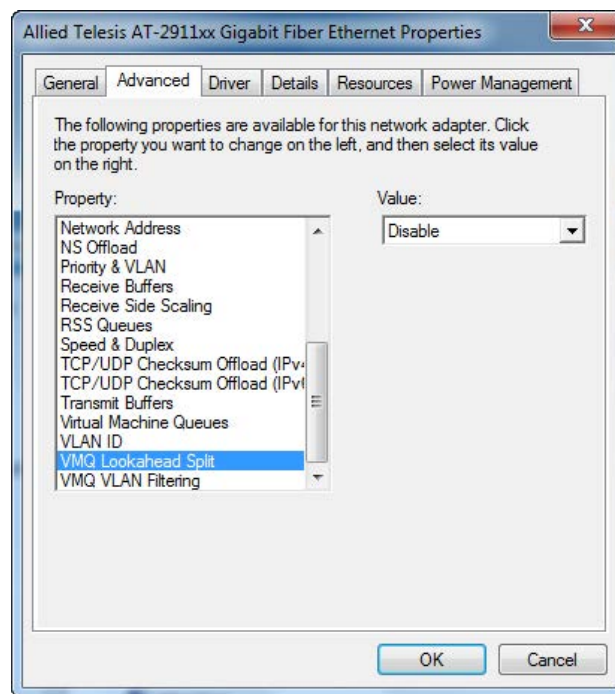 Allied Telesis AT-2911xx Gigabit Fiber Ethernet Properties
General Advanced Driver Details Resources Power Management
The following properties are available for this network adapter. Click
the property you want to change on the left, and then select its value
on the right.
Property: Value:
Network Address Disable
NS Offload
Priority & VLAN
Receive Buffers
Receive Side Scaling
RSS Queues
Speed & Duplex
TCP/UDP Checksum Offload (IPv4
TCP/UDP Checksum Offload (IPv6
Transmit Buffers
Virtual Machine Queues
VLAN ID
VMQ Lookahead Split
VMQ VLAN Filtering
OK Cancel